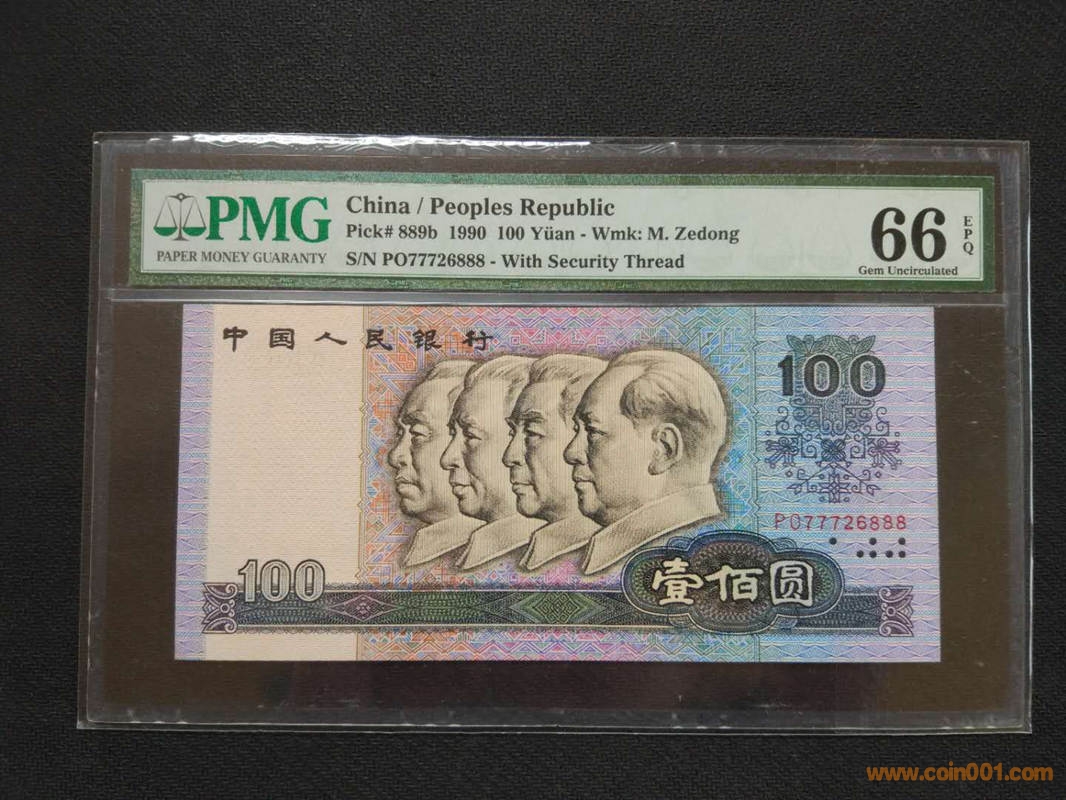 PMG
PAPER MONEY GUARANTY
China / Peoples Republic
Pick# 889b 1990 100 Yüan - Wmk: M. Zedong
S/N PO77726888 - With Security Thread
66
EPQ
Gem Uncirculated
中国人民银行
100
PO77726888
100
壹佰圆
www.coin001.com